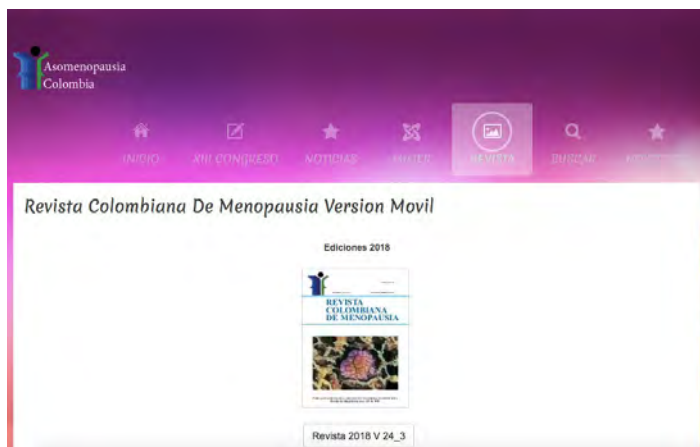 Asomenopausia
Colombia
INICIO
XIII CONGRESO
NOTICIAS
MUJER
REVISTA
BUSCAR
Revista Colombiana De Menopausia Version Movil
Ediciones 2018
REVISTA
COLOMBIANA
DE MENOPAUSIA
Revista 2018 V 24_3